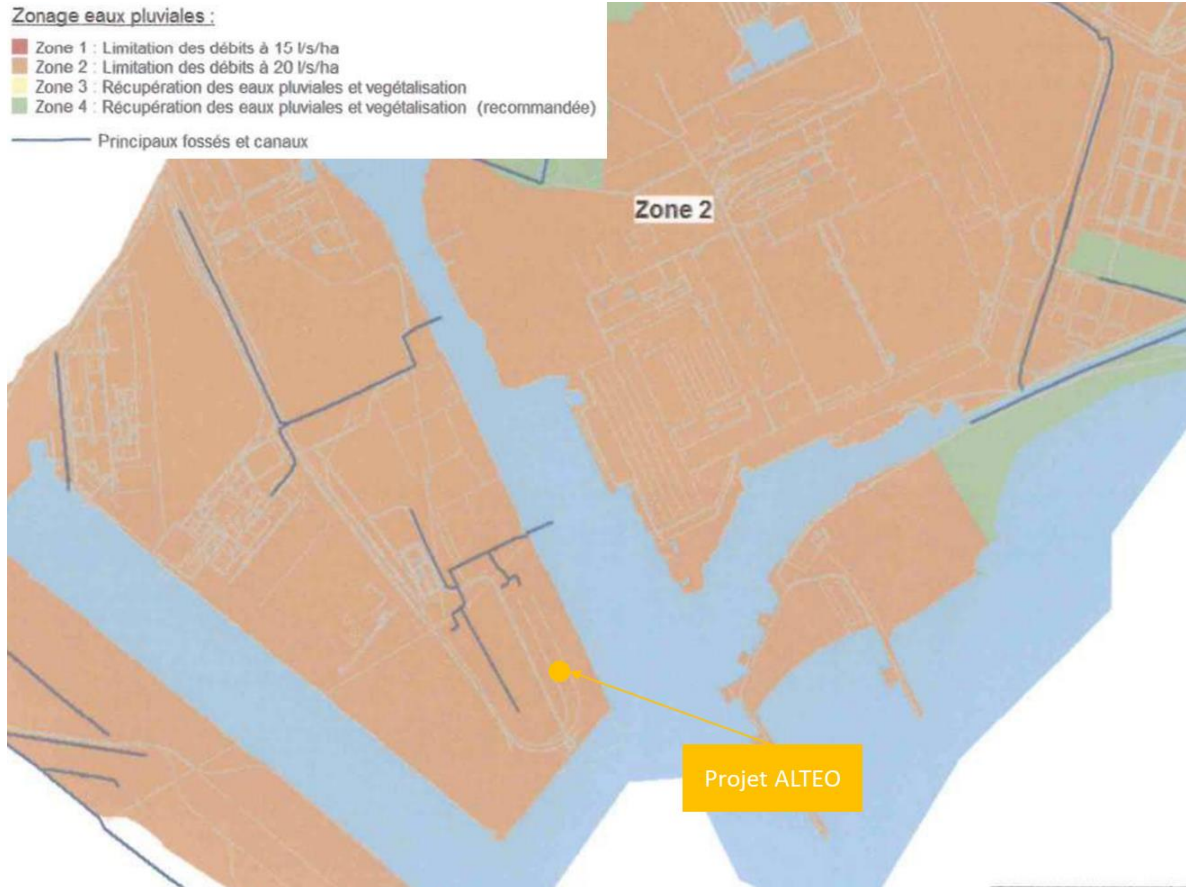 Zonage eaux pluviales :
Zone 1 : Limitation des débits à 15 l/s/ha
Zone 2 : Limitation des débits à 20 l/s/ha
Zone 3 : Récupération des eaux pluviales et vegétalisation
Zone 4 : Récupération des eaux pluviales et vegétalisation (recommandée)
Principaux fossés et canaux
Zone 2
Projet ALTEO